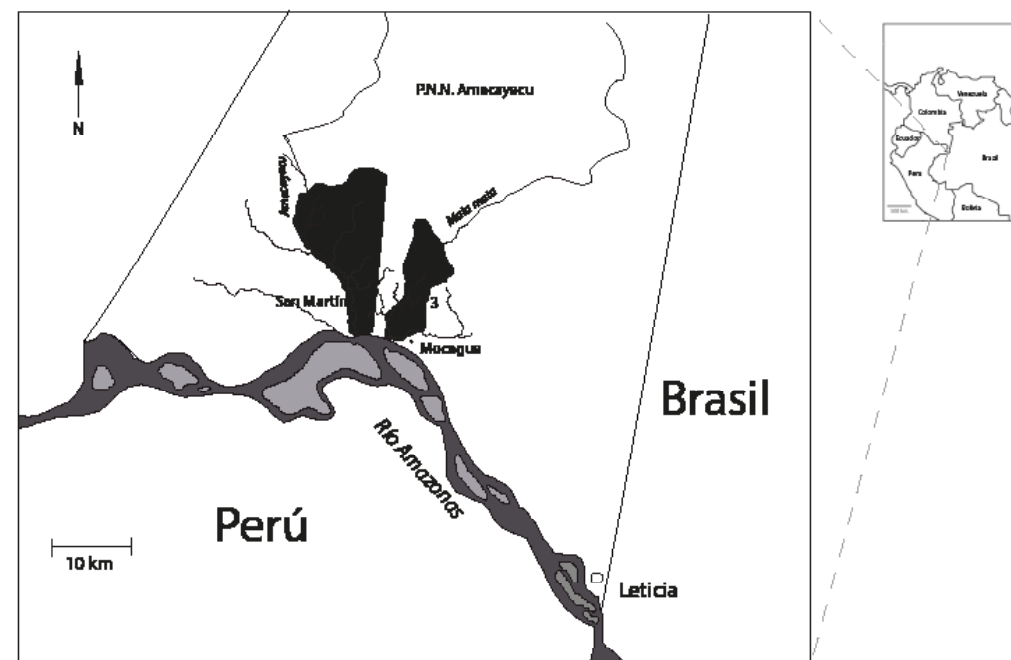 N
P.N.N. Amacayacu
Amacayacu
Mata mata
San Martín
3
Mocagua
Brasil
Río Amazonas
Perú
10 km
Leticia
Venezuela
Colombia
Ecuador
Brasil
Perú
Bolivia